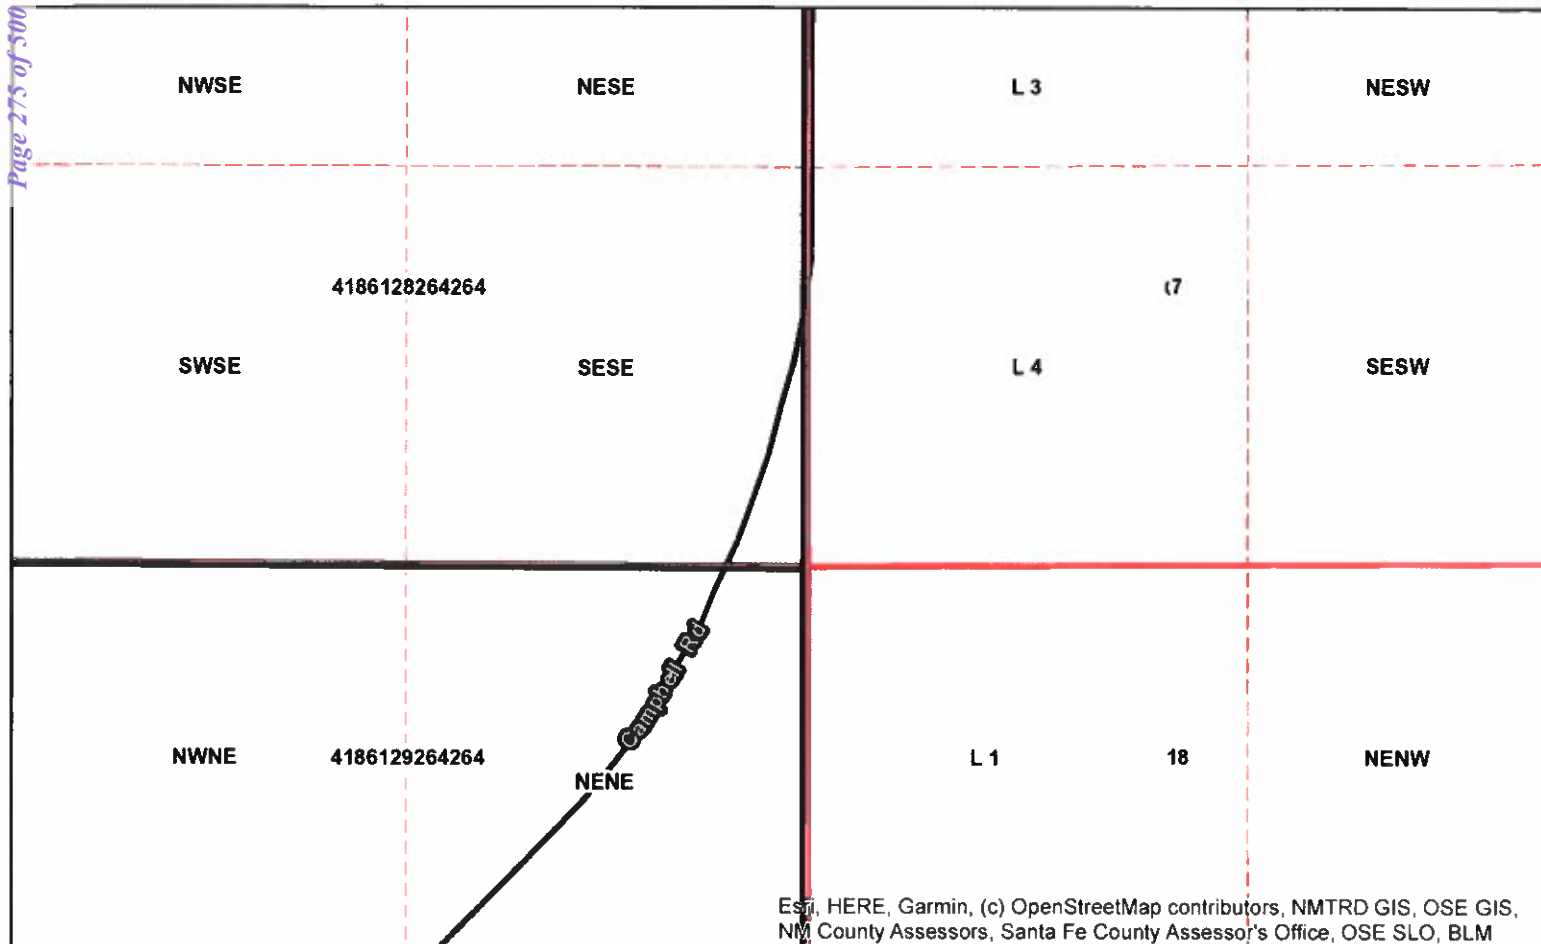 Page 275 of 500
NWSE NESE L 3 NESW
4186128264264 (7
SWSE SESE L 4 SESW
Campbell Rd
NWNE 4186129264264 L 1 18 NENW
NENE
Esri, HERE, Garmin, (c) OpenStreetMap contributors, NMTRD GIS, OSE GIS,
NM County Assessors, Santa Fe County Assessor's Office, OSE SLO, BLM